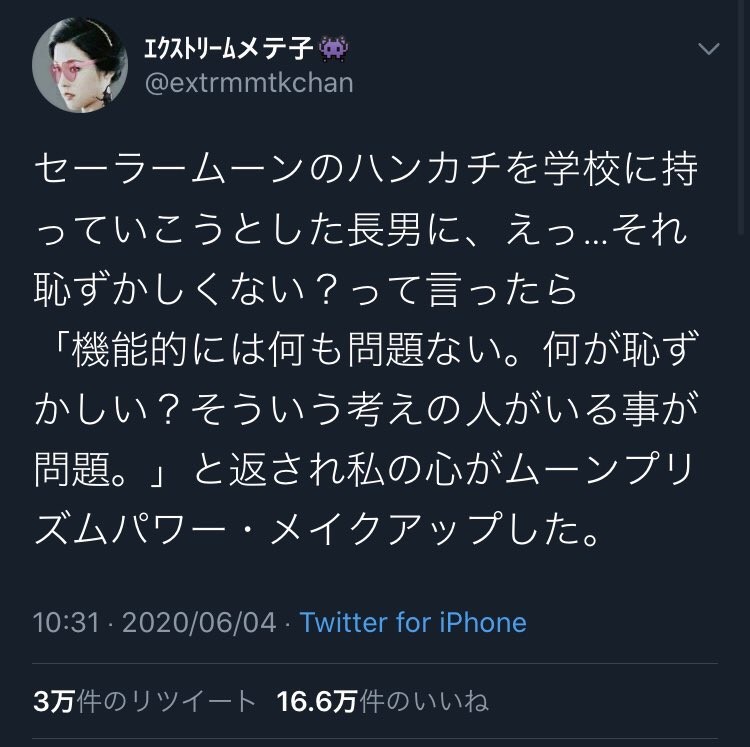 ｴｸｽﾄﾘｰﾑメテ子👾
@extrmmtkchan
セーラームーンのハンカチを学校に持
っていこうとした長男に、えっ…それ
恥ずかしくない？って言ったら
「機能的には何も問題ない。何が恥ず
かしい？そういう考えの人がいる事が
問題。」と返され私の心がムーンプリ
ズムパワー・メイクアップした。
10:31 · 2020/06/04 · Twitter for iPhone
3万件のリツイート 16.6万件のいいね